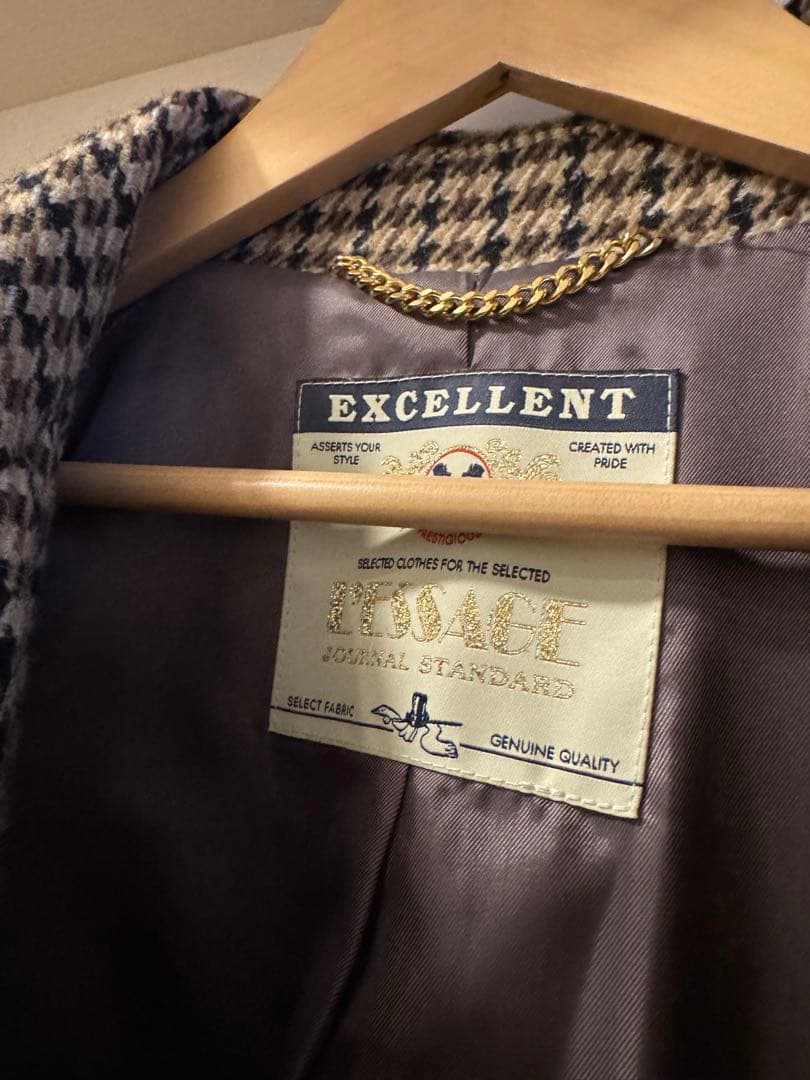 EXCELLENT
ASSERTS YOUR
STYLE
CREATED WITH
PRIDE
PRESTIGIOUS
SELECTED CLOTHES FOR THE SELECTED
L'ESSAGE
JOURNAL STANDARD
SELECT FABRIC
GENUINE QUALITY